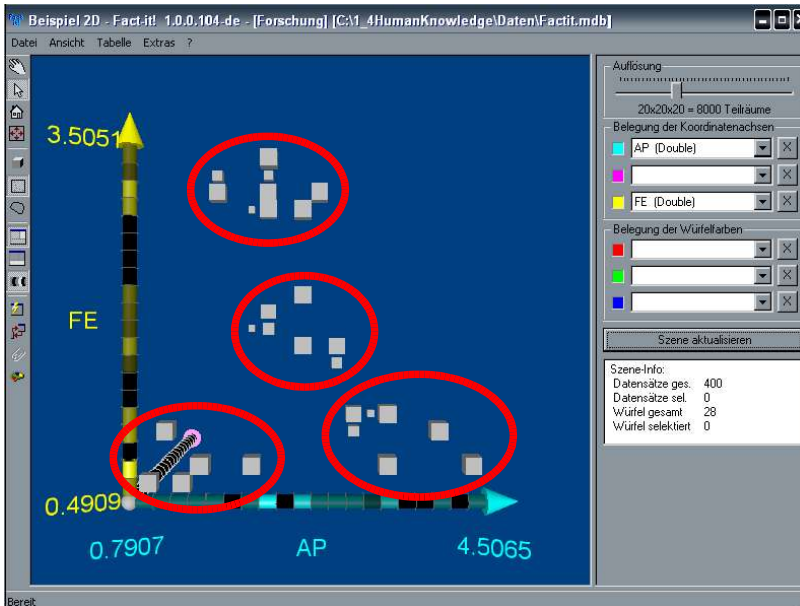 Beispiel 2D - Fact-it! 1.0.0.104-de - [Forschung] [C:\1_4HumanKnowledge\Daten\Factit.mdb]
Datei Ansicht Tabelle Extras ?
3.5051
FE
0.4909
0.7907
AP
4.5065
Auflösung
20x20x20 = 8000 Teilräume
Belegung der Koordinatenachsen
AP (Double)
X
X
FE (Double)
X
Belegung der Würfelfarben
X
X
X
Szene aktualisieren
Szene-Info:
Datensätze ges. 400
Datensätze sel. 0
Würfel gesamt 28
Würfel selektiert 0
Bereit